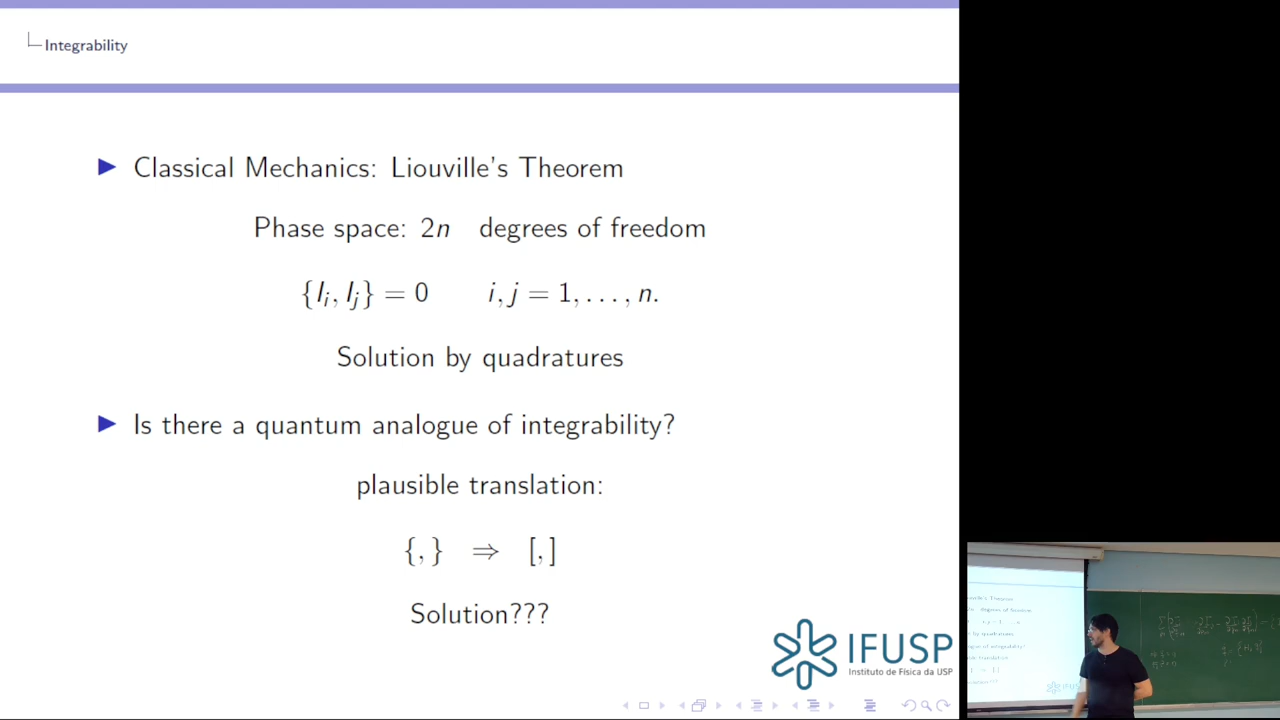 Integrability
Classical Mechanics: Liouville's Theorem
Phase space: 2n degrees of freedom
{I_i, I_j} = 0 i, j = 1, . . . , n.
Solution by quadratures
Is there a quantum analogue of integrability?
plausible translation:
{, } ⇒ [, ]
Solution???
IFUSP
Instituto de Física da USP